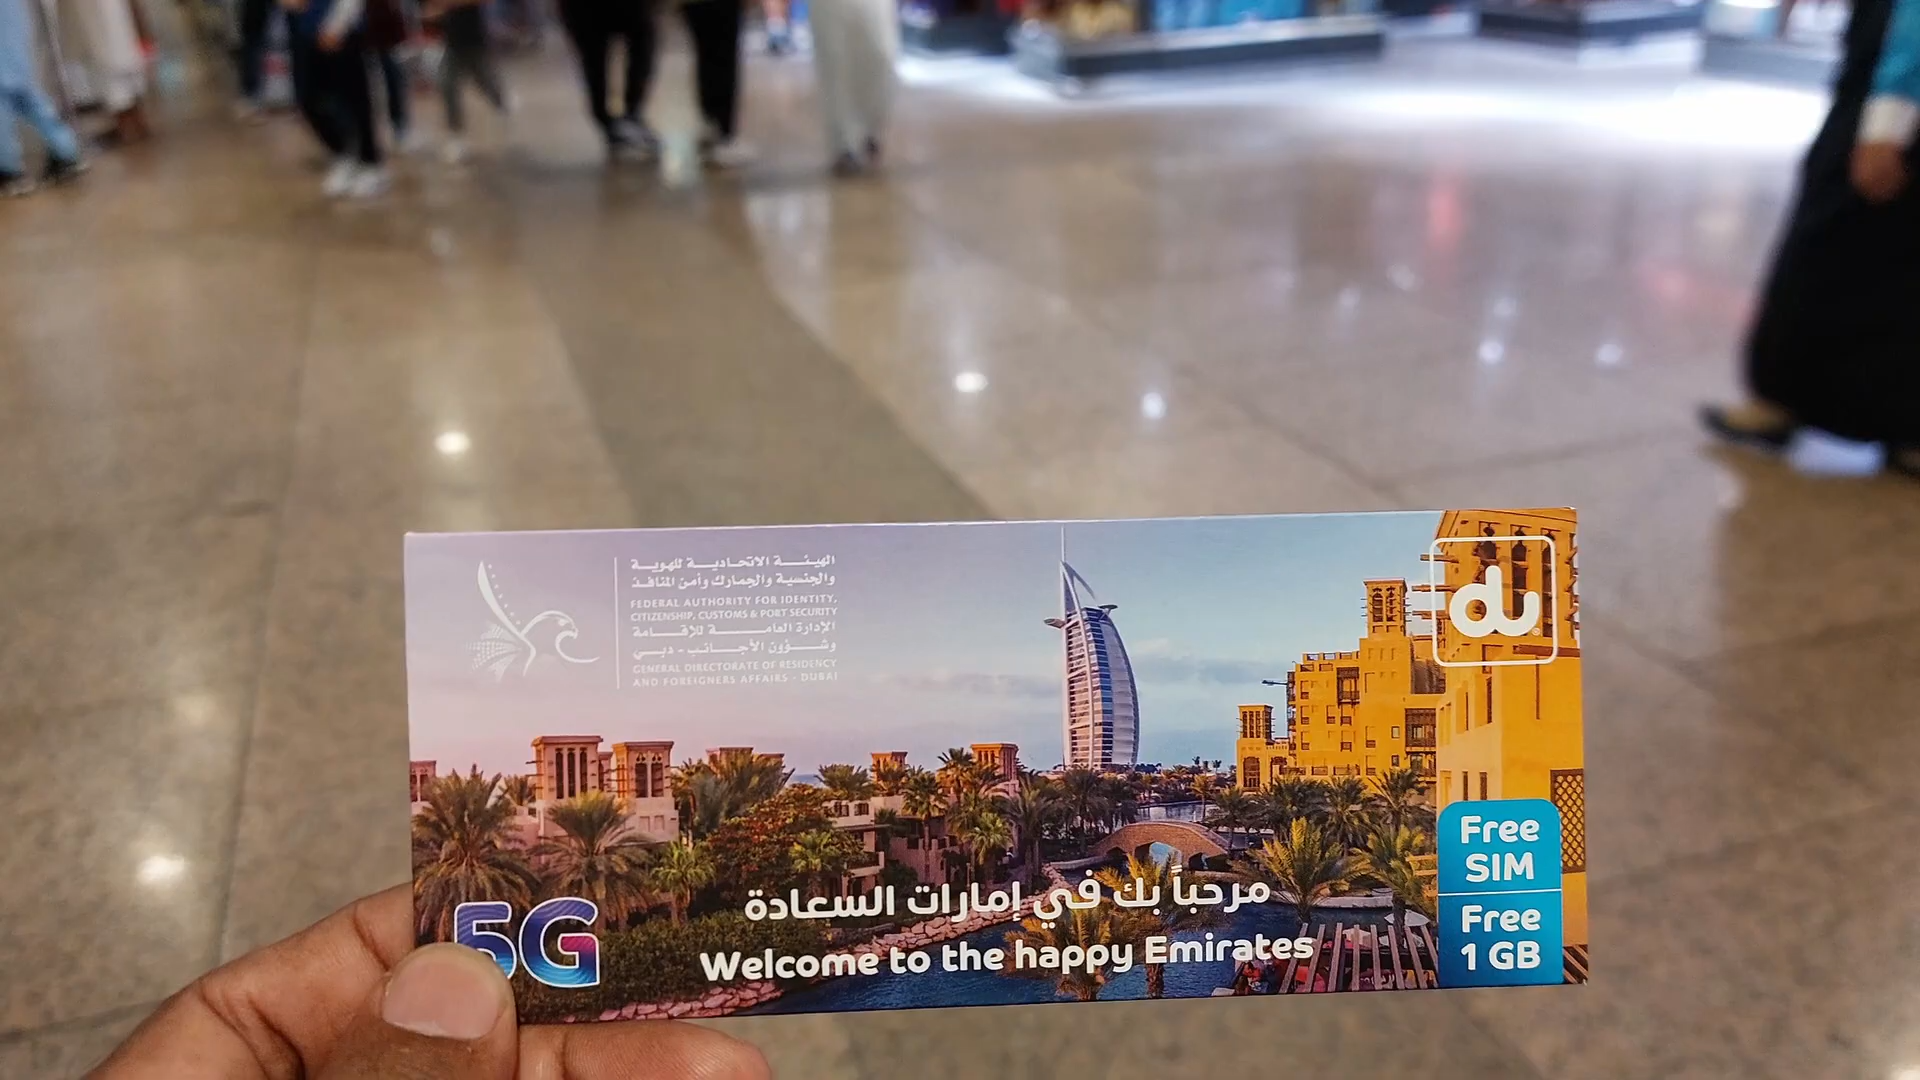 الهيئة الاتحادية للهوية
والجنسية والجمارك وأمن المنافذ
FEDERAL AUTHORITY FOR IDENTITY,
CITIZENSHIP, CUSTOMS & PORT SECURITY
الإدارة العامة للإقامة
وشؤون الأجانب - دبي
GENERAL DIRECTORATE OF RESIDENCY
AND FOREIGNERS AFFAIRS - DUBAI
du
مرحباً بك في إمارات السعادة
Welcome to the happy Emirates
5G
Free
SIM
Free
1 GB